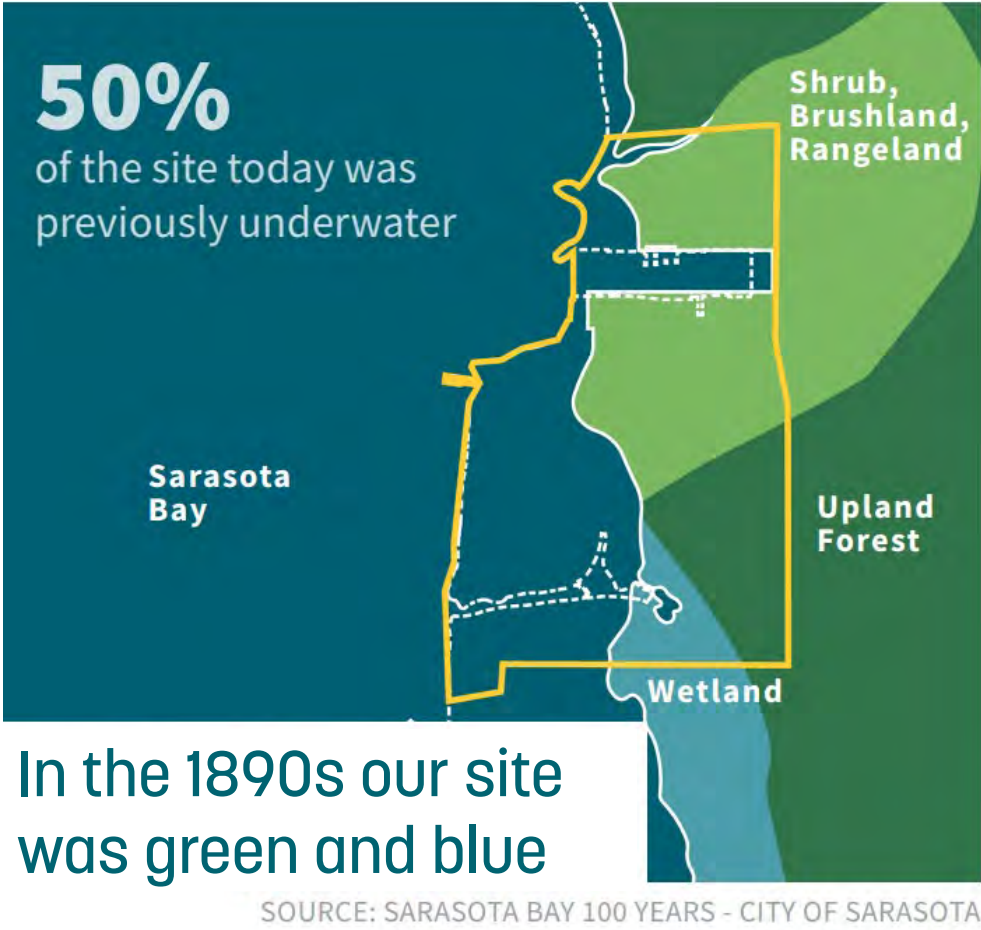 50%
of the site today was
previously underwater
Shrub,
Brushland,
Rangeland
Sarasota
Bay
Upland
Forest
Wetland
In the 1890s our site
was green and blue
SOURCE: SARASOTA BAY 100 YEARS - CITY OF SARASOTA